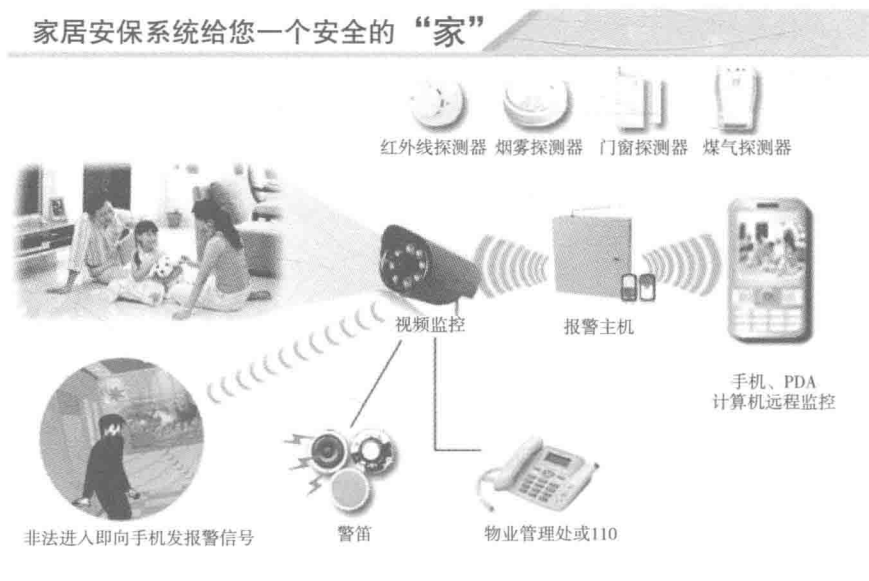 家居安保系统给您一个安全的“家”
红外线探测器 烟雾探测器 门窗探测器 煤气探测器
视频监控
报警主机
手机、PDA
计算机远程监控
非法进入即向手机发报警信号
警笛
物业管理处或110